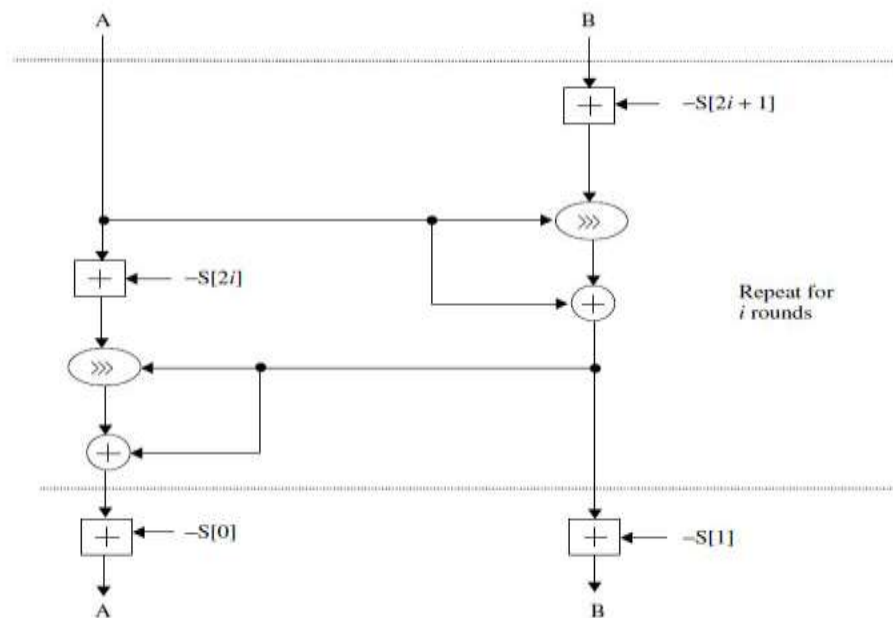 A
B
+
–S[2i + 1]
>>>
+
–S[2i]
+
Repeat for
i rounds
>>>
+
+
–S[0]
+
–S[1]
A
B